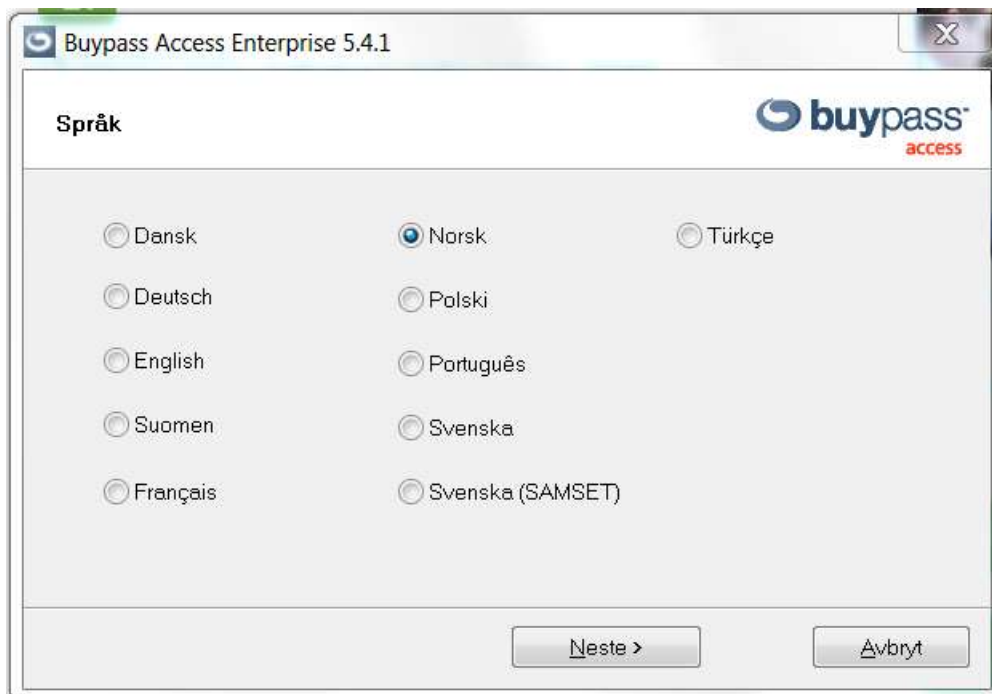 Buypass Access Enterprise 5.4.1
Språk
buypass
access
Dansk
Norsk
Türkçe
Deutsch
Polski
English
Português
Suomen
Svenska
Français
Svenska (SAMSET)
Neste >
Avbryt